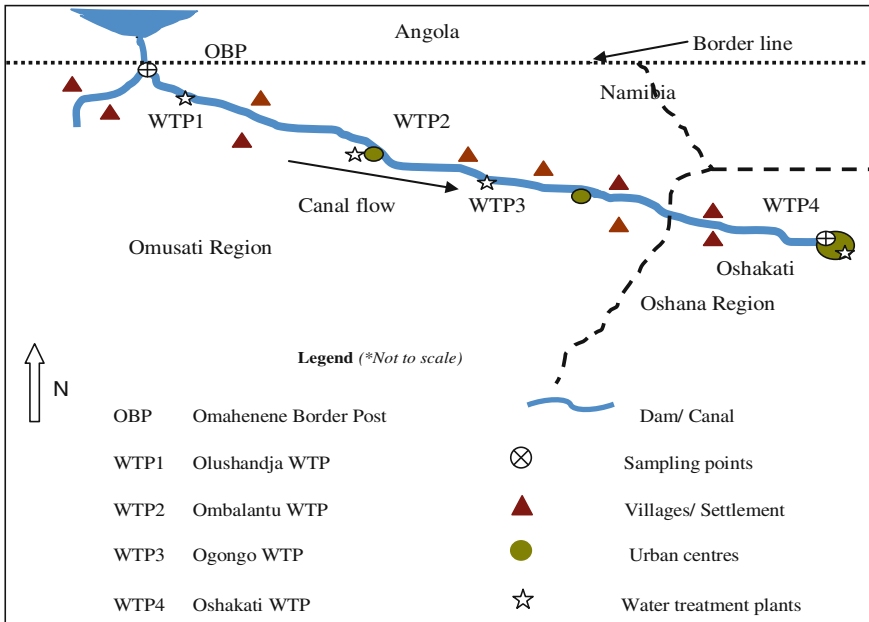 Angola
OBP
Border line
Namibia
WTP1
WTP2
Canal flow
WTP3
WTP4
Omusati Region
Oshakati
Oshana Region
Legend (*Not to scale)
N
OBP Omahenene Border Post Dam/ Canal
WTP1 Olushandja WTP Sampling points
WTP2 Ombalantu WTP Villages/ Settlement
WTP3 Ogongo WTP Urban centres
WTP4 Oshakati WTP Water treatment plants